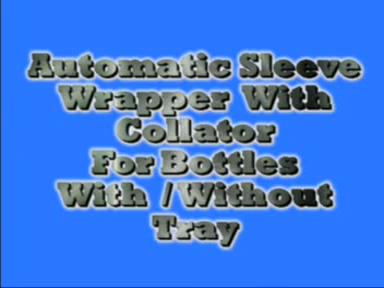 Automatic Sleeve
Wrapper With
Collator
For Bottles
With / Without
Tray